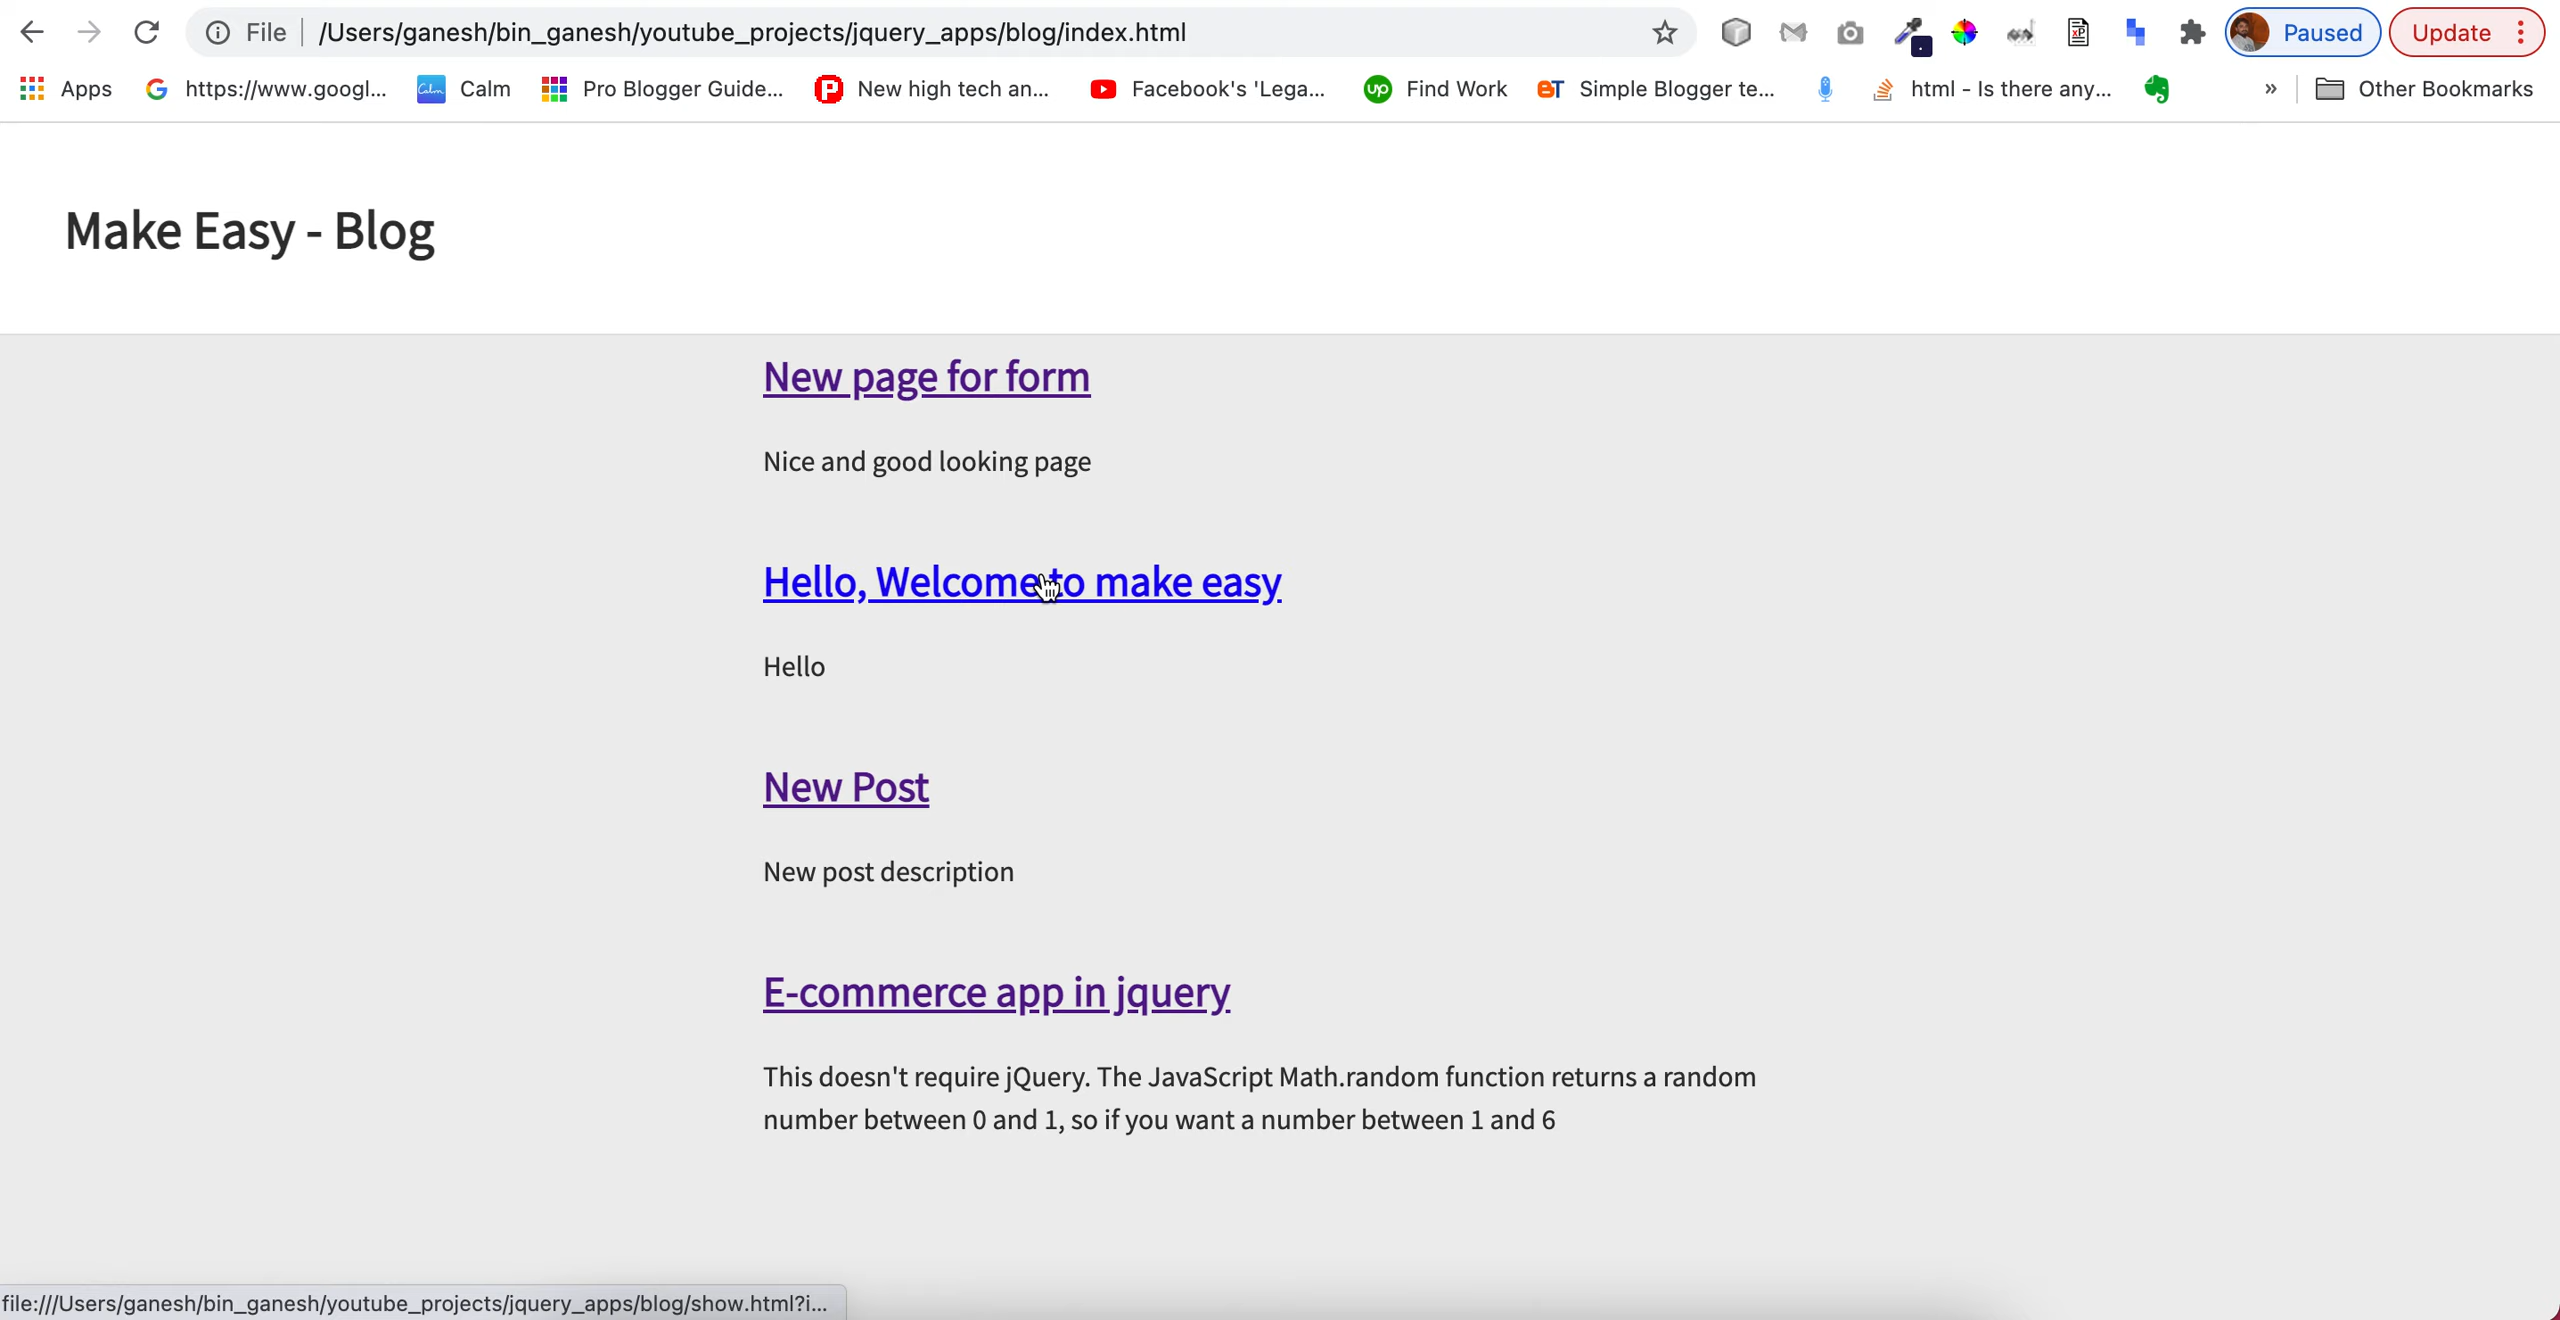 File /Users/ganesh/bin_ganesh/youtube_projects/jquery_apps/blog/index.html Paused Update
Apps https://www.googl... Calm Pro Blogger Guide... New high tech an... Facebook's 'Lega... Find Work Simple Blogger te... html - Is there any... » Other Bookmarks
Make Easy - Blog
New page for form
Nice and good looking page
Hello, Welcome to make easy
Hello
New Post
New post description
E-commerce app in jquery
This doesn't require jQuery. The JavaScript Math.random function returns a random
number between 0 and 1, so if you want a number between 1 and 6
file:///Users/ganesh/bin_ganesh/youtube_projects/jquery_apps/blog/show.html?i...